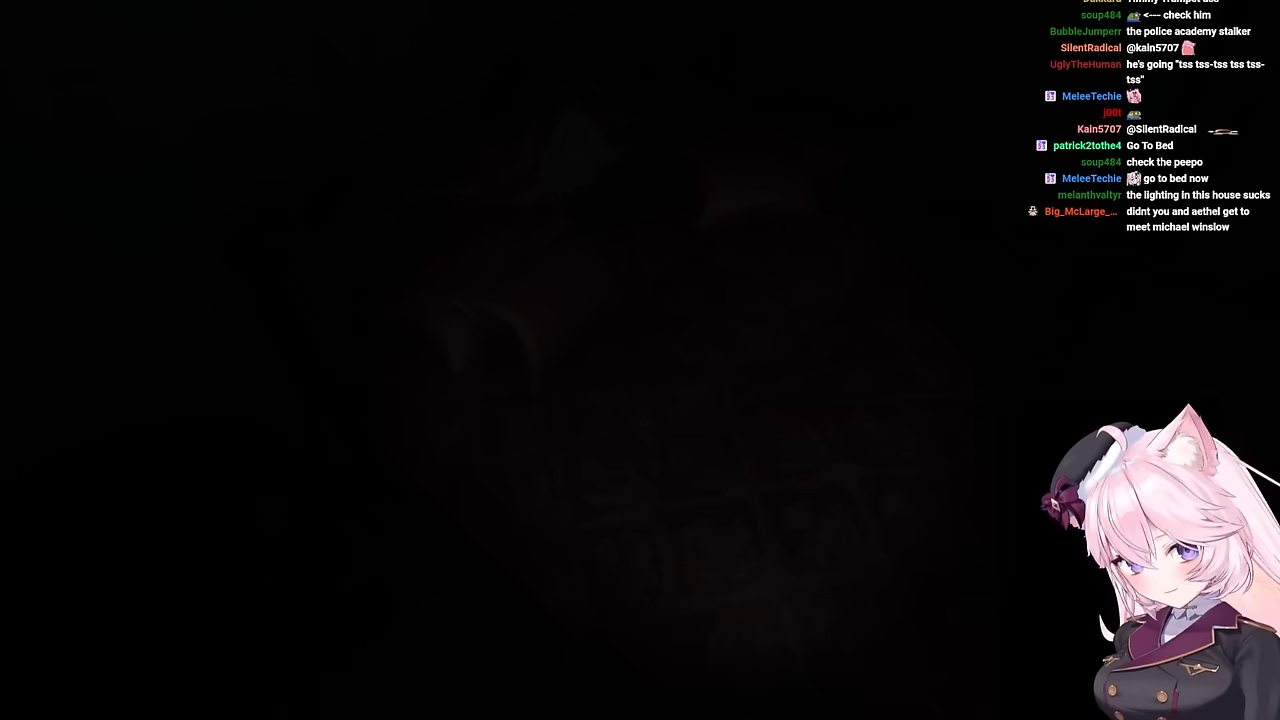 soup484 <--- check him
BubbleJumperr the police academy stalker
SilentRadical @kain5707
UglyTheHuman he's going "tss tss-tss tss tss-
tss"
MeleeTechie
j00t
Kain5707 @SilentRadical
patrick2tothe4 Go To Bed
soup484 check the peepo
MeleeTechie go to bed now
melanthvaltyr the lighting in this house sucks
Big_McLarge_... didnt you and aethel get to
meet michael winslow